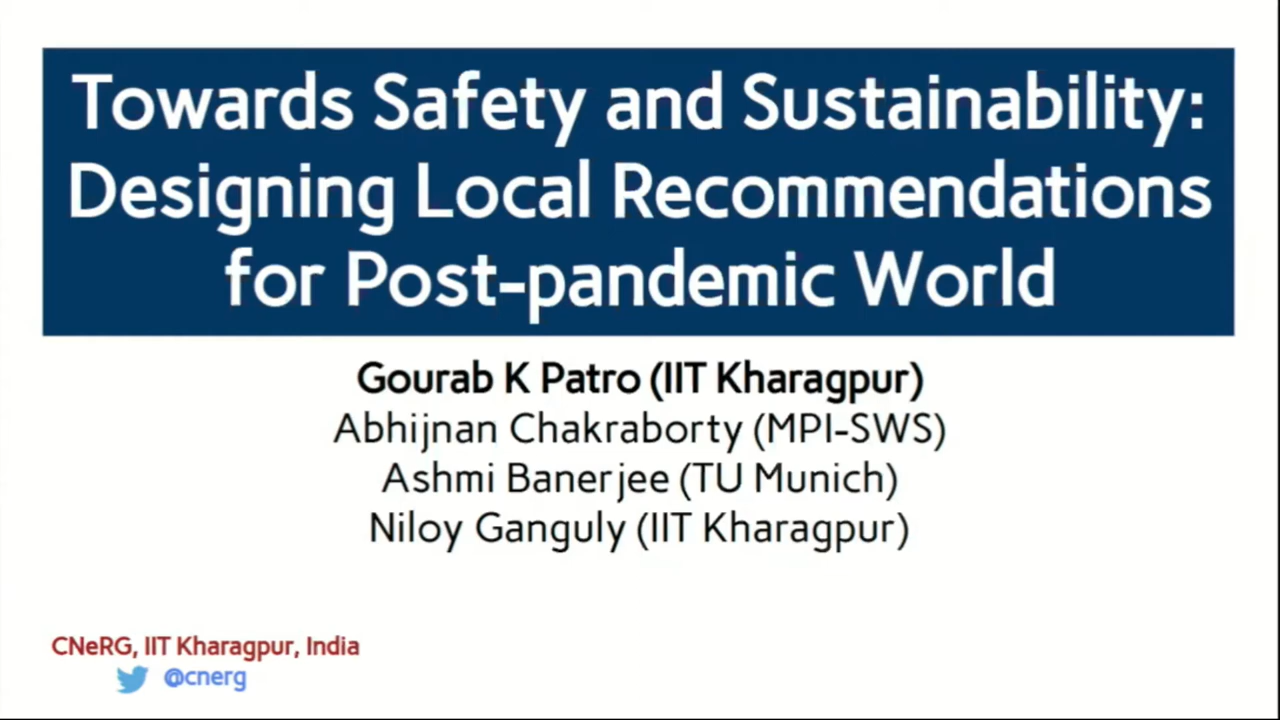 Towards Safety and Sustainability:
Designing Local Recommendations
for Post-pandemic World
Gourab K Patro (IIT Kharagpur)
Abhijnan Chakraborty (MPI-SWS)
Ashmi Banerjee (TU Munich)
Niloy Ganguly (IIT Kharagpur)
CNeRG, IIT Kharagpur, India
@cnerg